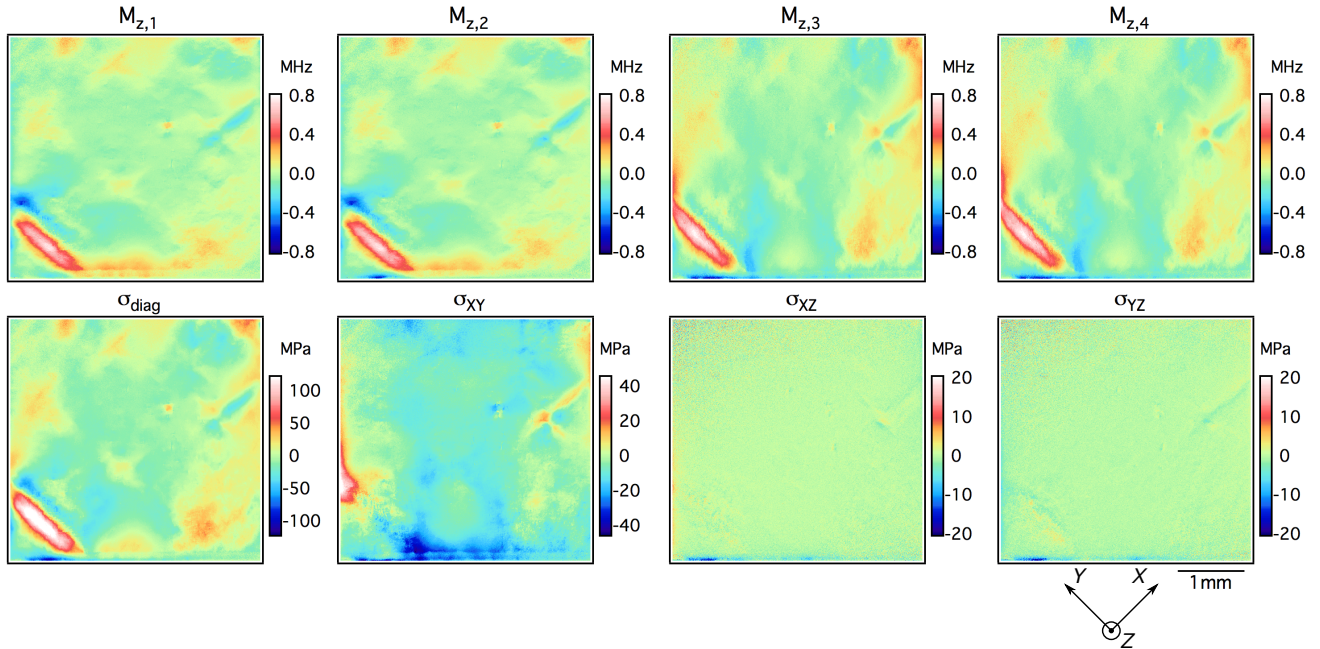 M_z,1 M_z,2 M_z,3 M_z,4
MHz MHz MHz MHz
0.8 0.8 0.8 0.8
0.4 0.4 0.4 0.4
0.0 0.0 0.0 0.0
-0.4 -0.4 -0.4 -0.4
-0.8 -0.8 -0.8 -0.8
σ_diag σ_XY σ_XZ σ_YZ
MPa MPa MPa MPa
100 40 20 20
50 20 10 10
0 0 0 0
-50 -20 -10 -10
-100 -40 -20 -20
Y X 1mm
Z